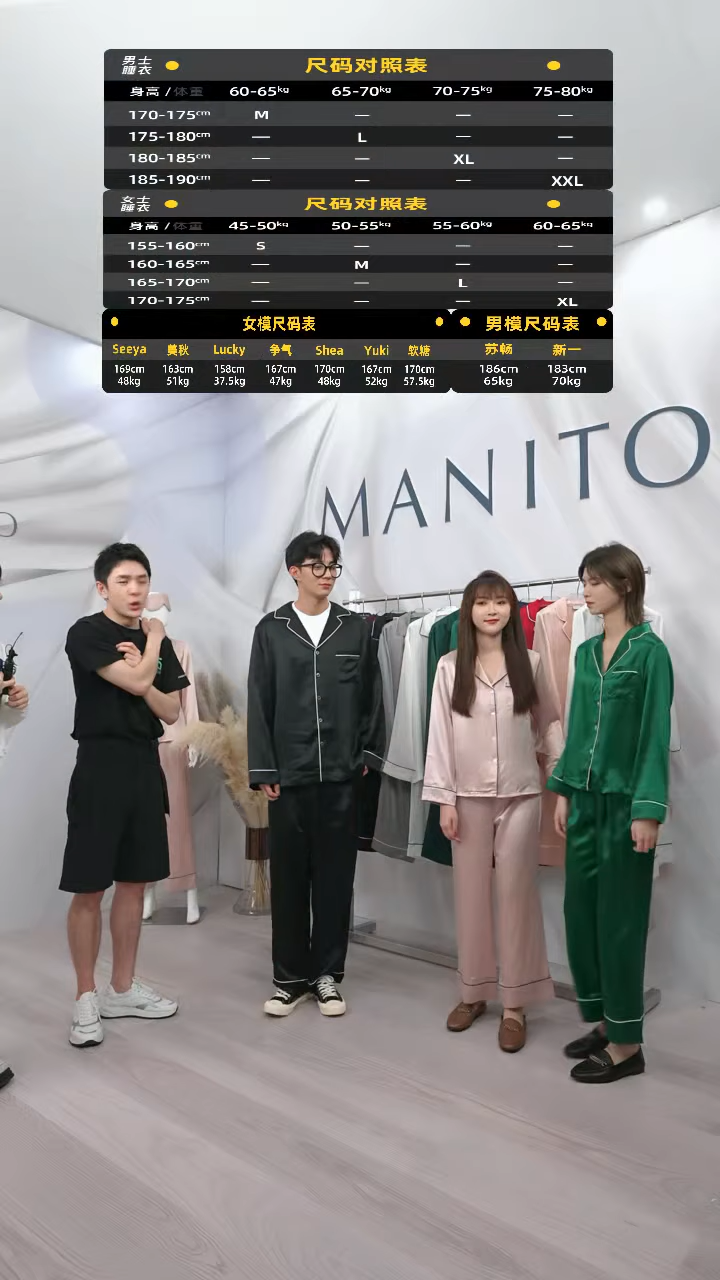 男士
睡衣
尺码对照表
身高 / 体重 60-65kg 65-70kg 70-75kg 75-80kg
170-175cm M — — —
175-180cm — L — —
180-185cm — — XL —
185-190cm — — — XXL
女士
睡衣
尺码对照表
身高 / 体重 45-50kg 50-55kg 55-60kg 60-65kg
155-160cm S — — —
160-165cm — M — —
165-170cm — — L —
170-175cm — — — XL
女模尺码表
Seeya 美秋 Lucky 争气 Shea Yuki 软糖
169cm 163cm 158cm 167cm 170cm 167cm 170cm
48kg 51kg 37.5kg 47kg 48kg 52kg 57.5kg
男模尺码表
苏畅 新一
186cm 183cm
65kg 70kg
MANITO